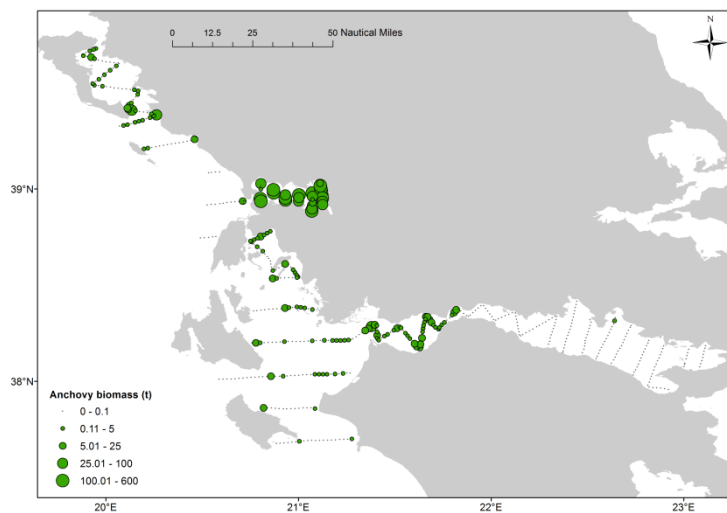 0 12.5 25 50 Nautical Miles
N
39°N
38°N
Anchovy biomass (t)
0 - 0.1
0.11 - 5
5.01 - 25
25.01 - 100
100.01 - 600
20°E 21°E 22°E 23°E